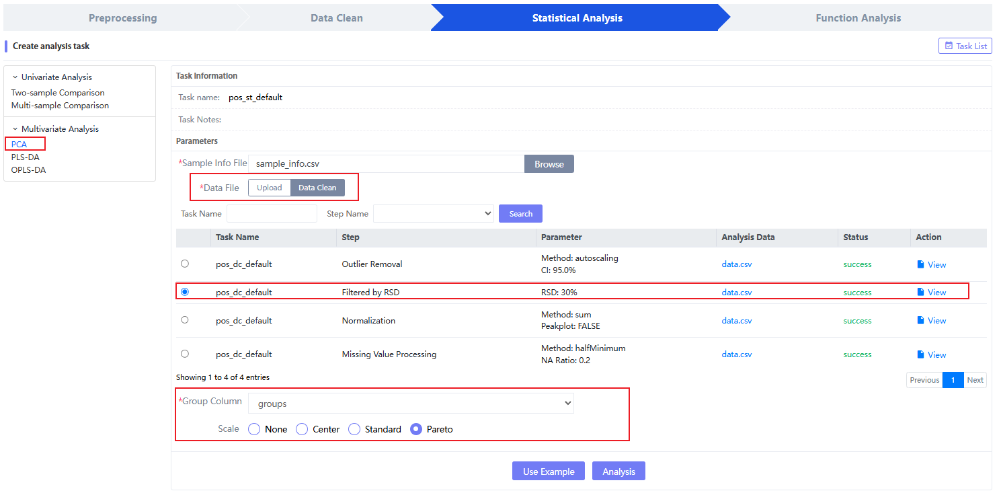 Preprocessing Data Clean Statistical Analysis Function Analysis
Create analysis task Task List
Univariate Analysis
Two-sample Comparison
Multi-sample Comparison
Multivariate Analysis
PCA
PLS-DA
OPLS-DA
Task Information
Task name: pos_st_default
Task Notes:
Parameters
*Sample Info File sample_info.csv Browse
*Data File Upload Data Clean
Task Name Step Name Search
Task Name Step Parameter Analysis Data Status Action
pos_dc_default Outlier Removal Method: autoscaling data.csv success View
CI: 95.0%
pos_dc_default Filtered by RSD RSD: 30% data.csv success View
pos_dc_default Normalization Method: sum data.csv success View
Peakplot: FALSE
pos_dc_default Missing Value Processing Method: halfMinimum data.csv success View
NA Ratio: 0.2
Showing 1 to 4 of 4 entries Previous 1 Next
*Group Column groups
Scale None Center Standard Pareto
Use Example Analysis